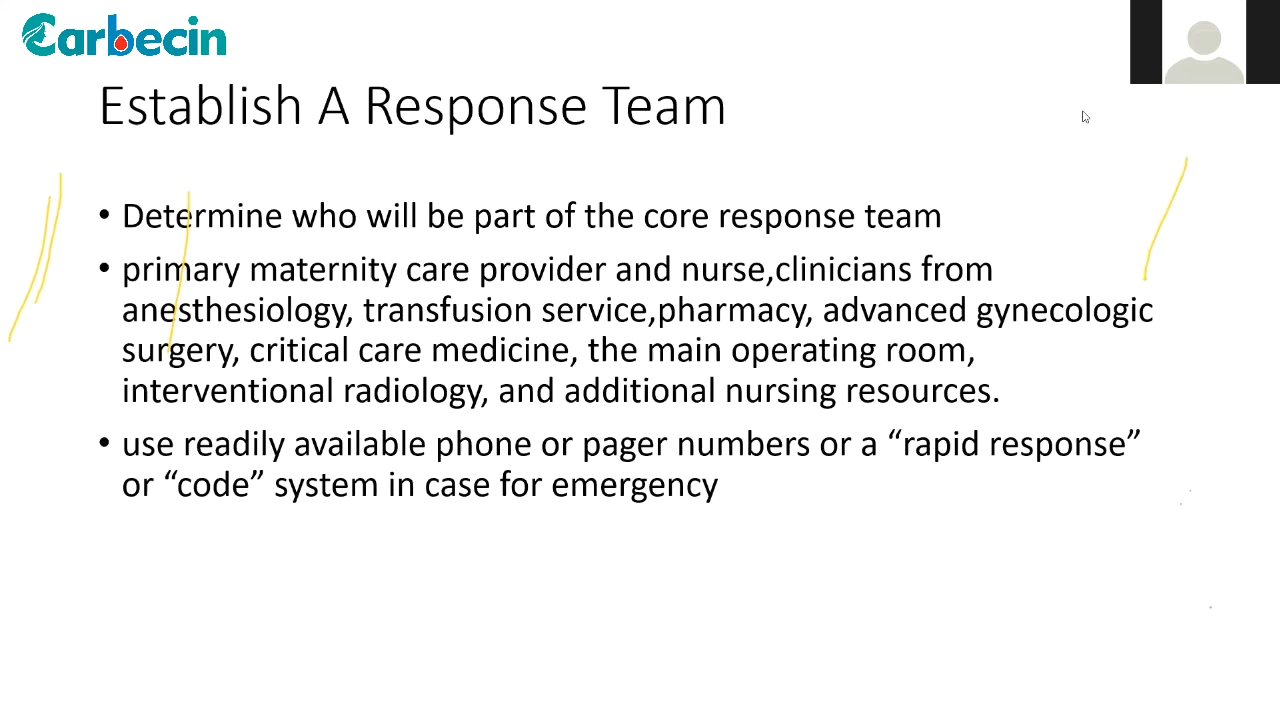 Carbecin
Establish A Response Team
• Determine who will be part of the core response team
• primary maternity care provider and nurse,clinicians from
anesthesiology, transfusion service,pharmacy, advanced gynecologic
surgery, critical care medicine, the main operating room,
interventional radiology, and additional nursing resources.
• use readily available phone or pager numbers or a “rapid response”
or “code” system in case for emergency